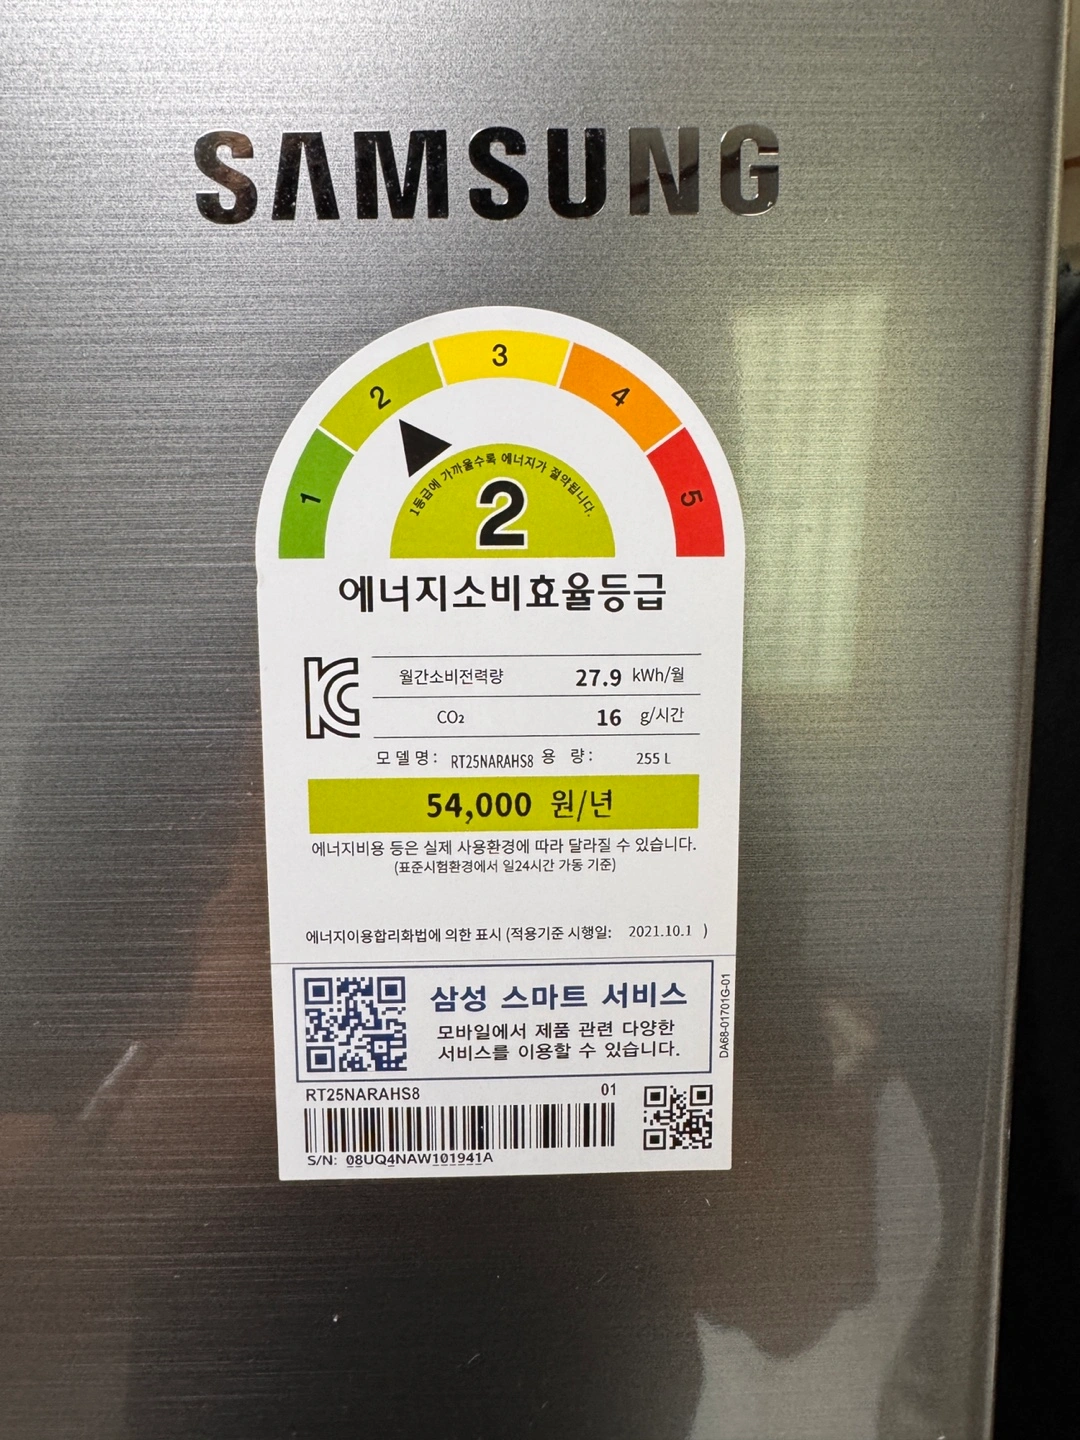 SAMSUNG
1 2 3 4 5
1등급에 가까울수록 에너지가 절약됩니다.
2
에너지소비효율등급
월간소비전력량 27.9 kWh/월
CO₂ 16 g/시간
모델명: RT25NARAHS8 용 량: 255 L
54,000 원/년
에너지비용 등은 실제 사용환경에 따라 달라질 수 있습니다.
(표준시험환경에서 일24시간 가동 기준)
에너지이용합리화법에 의한 표시 (적용기준 시행일: 2021.10.1 )
삼성 스마트 서비스
모바일에서 제품 관련 다양한
서비스를 이용할 수 있습니다.
DA68-01701G-01
RT25NARAHS8 01
S/N: 08UQ4NAW101941A